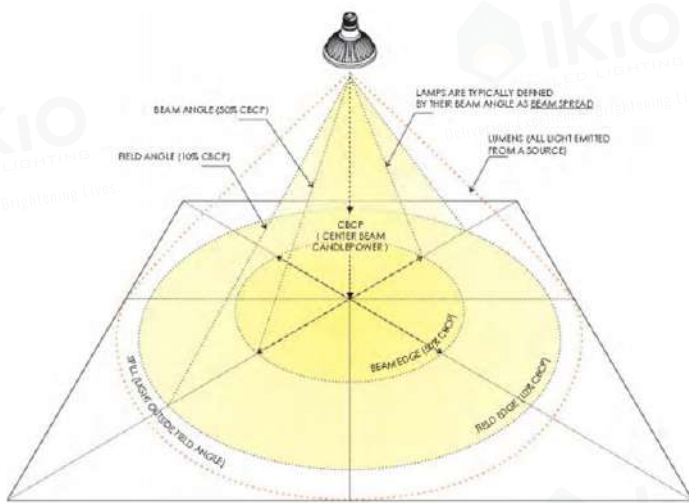 iKiO
LED LIGHTING
BEAM ANGLE (50% CBCP)
LAMPS ARE TYPICALLY DEFINED
BY THEIR BEAM ANGLE AS BEAM SPREAD
FIELD ANGLE (10% CBCP)
LUMENS (ALL LIGHT EMITTED
FROM A SOURCE)
LIGHTING
Brightening Lives
CBCP
( CENTER BEAM
CANDLEPOWER )
BEAM EDGE (50% CBCP)
FIELD EDGE (10% CBCP)
SPILL (LIGHT OUTSIDE FIELD ANGLE)